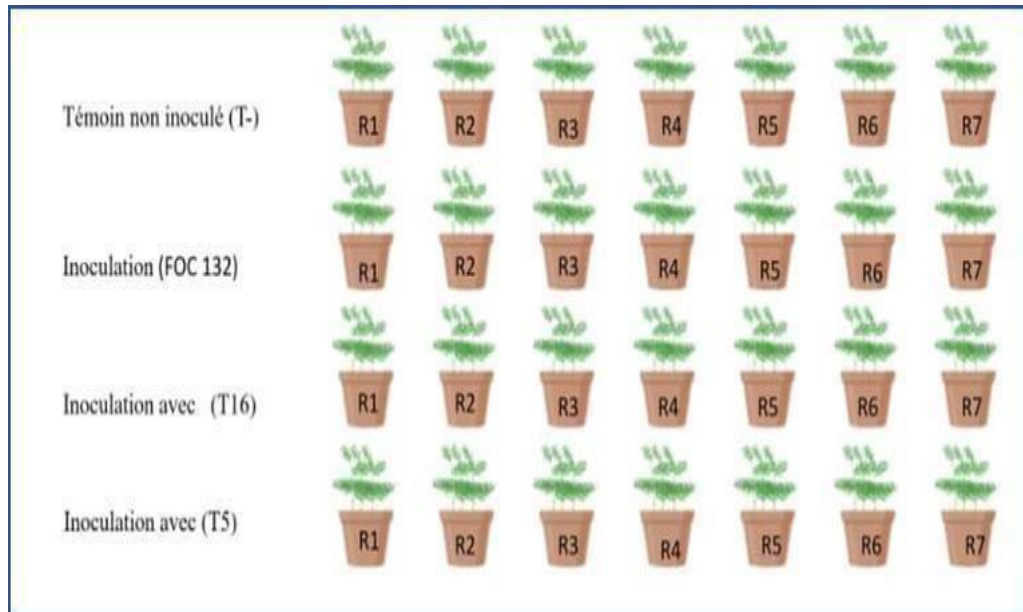 Témoin non inoculé (T-) R1 R2 R3 R4 R5 R6 R7
Inoculation (FOC 132) R1 R2 R3 R4 R5 R6 R7
Inoculation avec (T16) R1 R2 R3 R4 R5 R6 R7
Inoculation avec (T5) R1 R2 R3 R4 R5 R6 R7